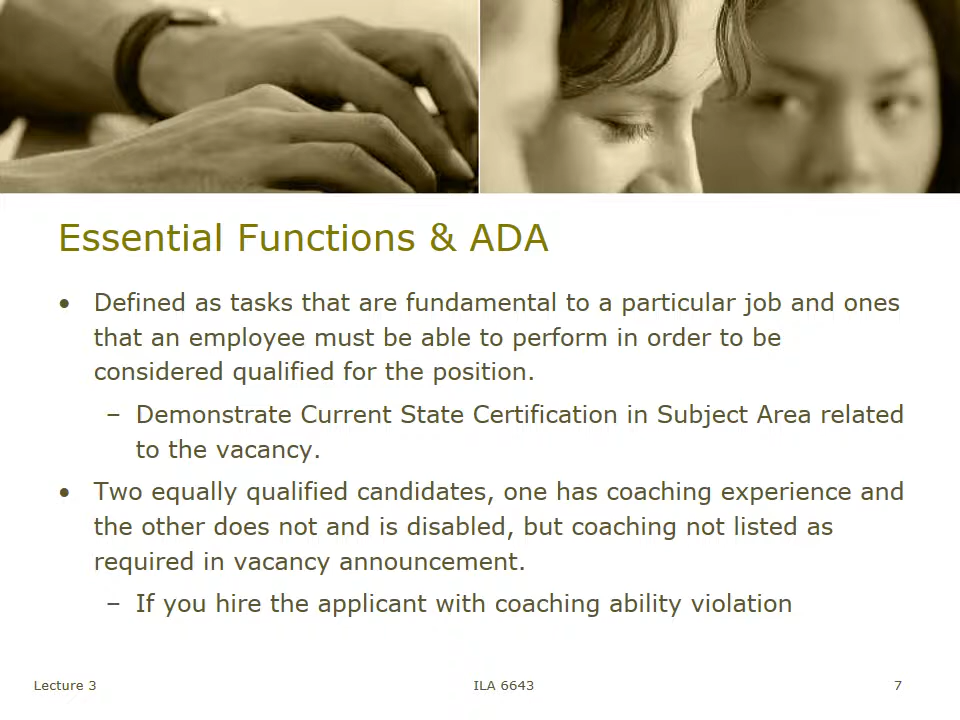 Essential Functions & ADA
• Defined as tasks that are fundamental to a particular job and ones
that an employee must be able to perform in order to be
considered qualified for the position.
– Demonstrate Current State Certification in Subject Area related
to the vacancy.
• Two equally qualified candidates, one has coaching experience and
the other does not and is disabled, but coaching not listed as
required in vacancy announcement.
– If you hire the applicant with coaching ability violation
Lecture 3
ILA 6643
7